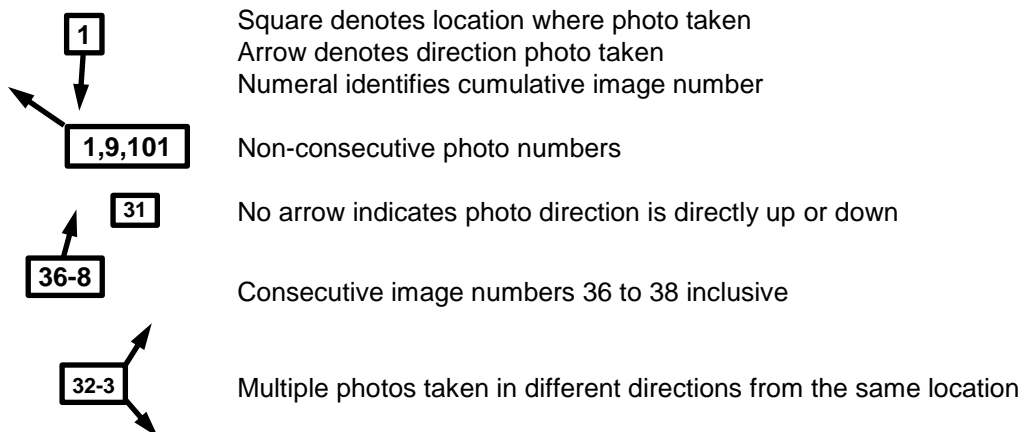 1
Square denotes location where photo taken
Arrow denotes direction photo taken
Numeral identifies cumulative image number
1,9,101
Non-consecutive photo numbers
31
No arrow indicates photo direction is directly up or down
36-8
Consecutive image numbers 36 to 38 inclusive
32-3
Multiple photos taken in different directions from the same location